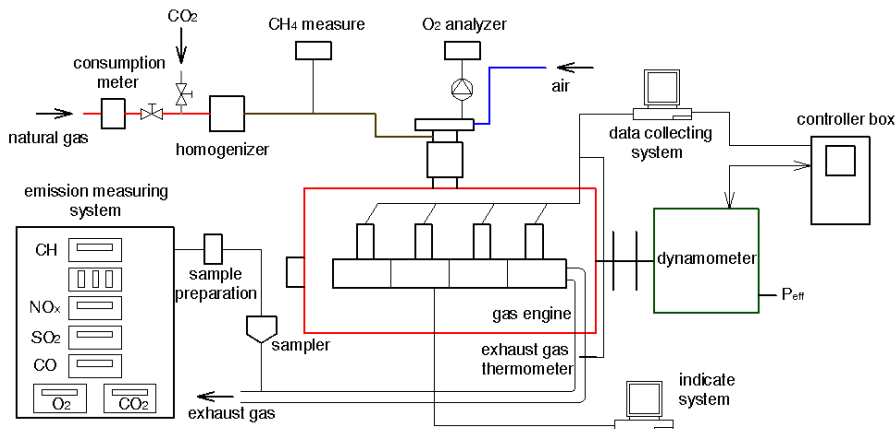 CO₂
CH₄ measure
O₂ analyzer
consumption
meter
air
natural gas
homogenizer
data collecting
system
controller box
emission measuring
system
CH
NOₓ
SO₂
CO
O₂
CO₂
sample
preparation
sampler
exhaust gas
gas engine
exhaust gas
thermometer
dynamometer
P eff
indicate
system